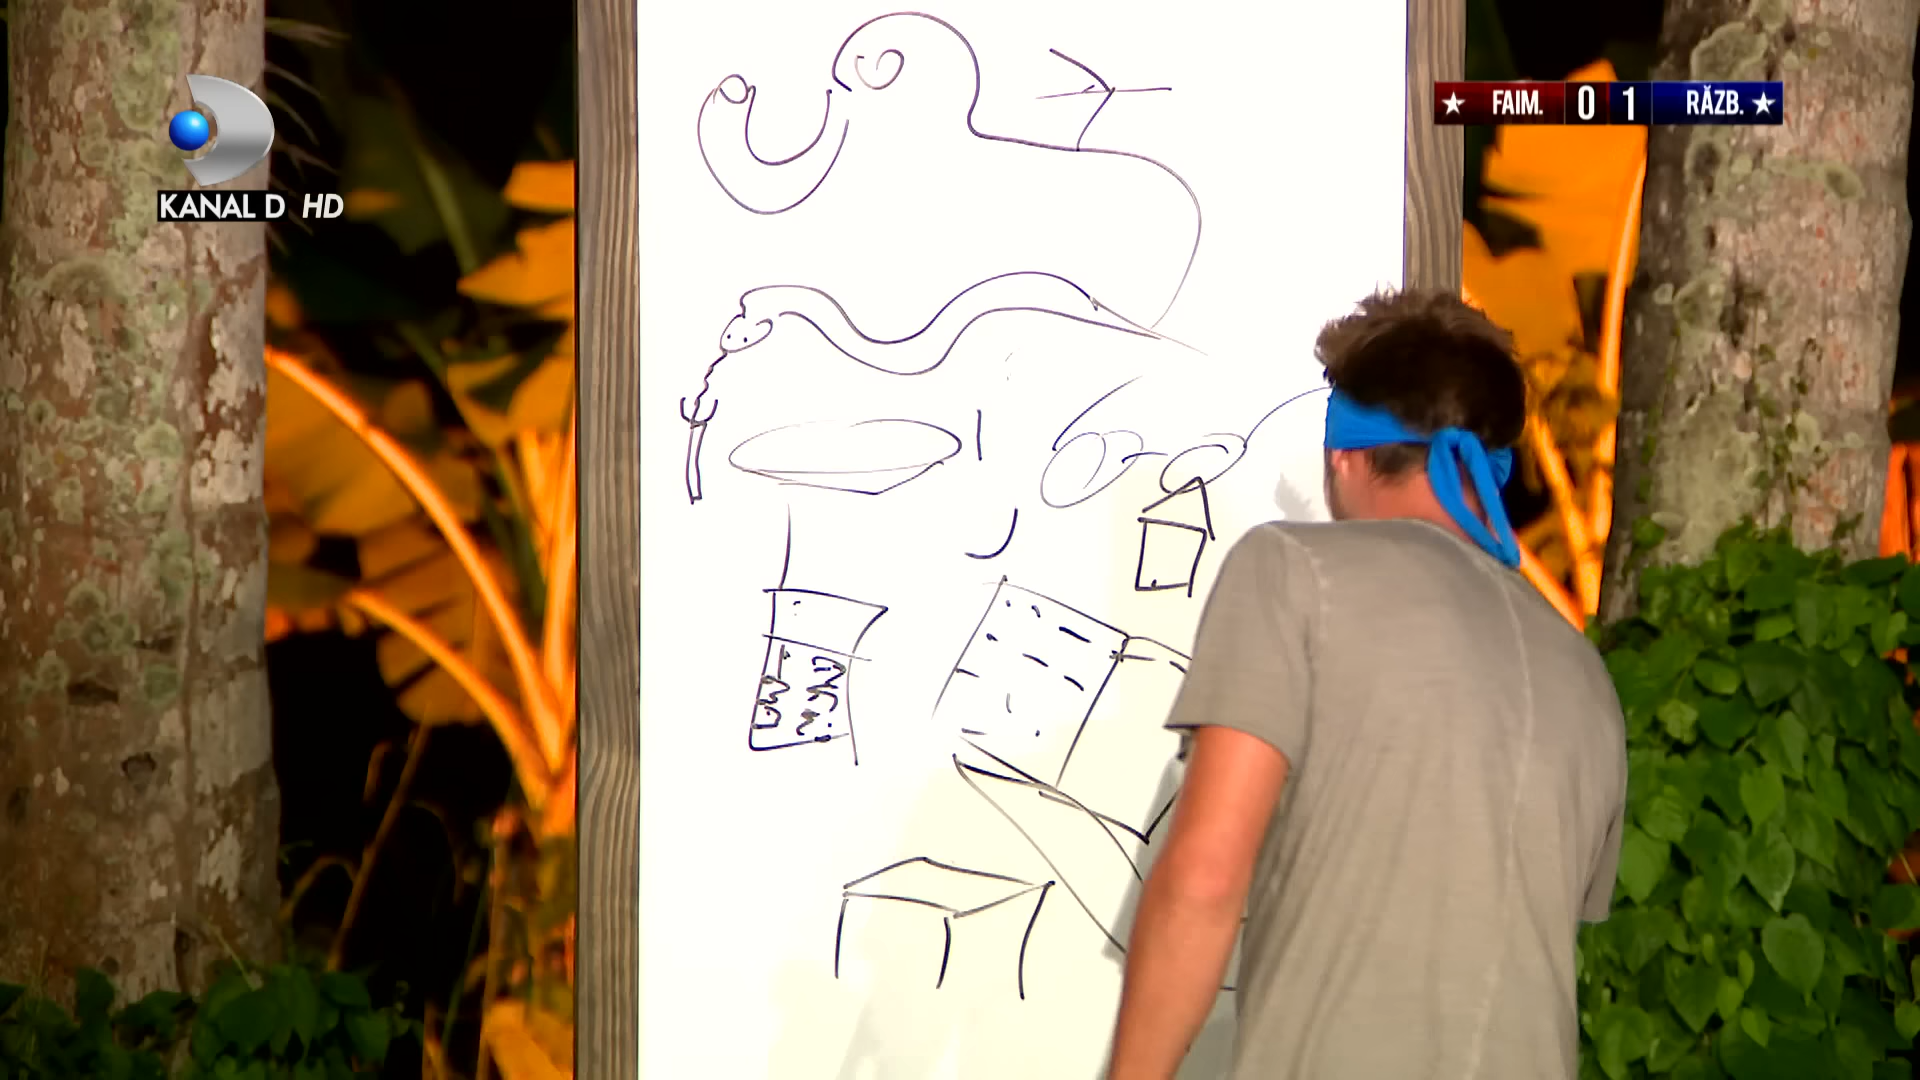 KANAL D HD
★ FAIM. 0 1 RĂZB. ★